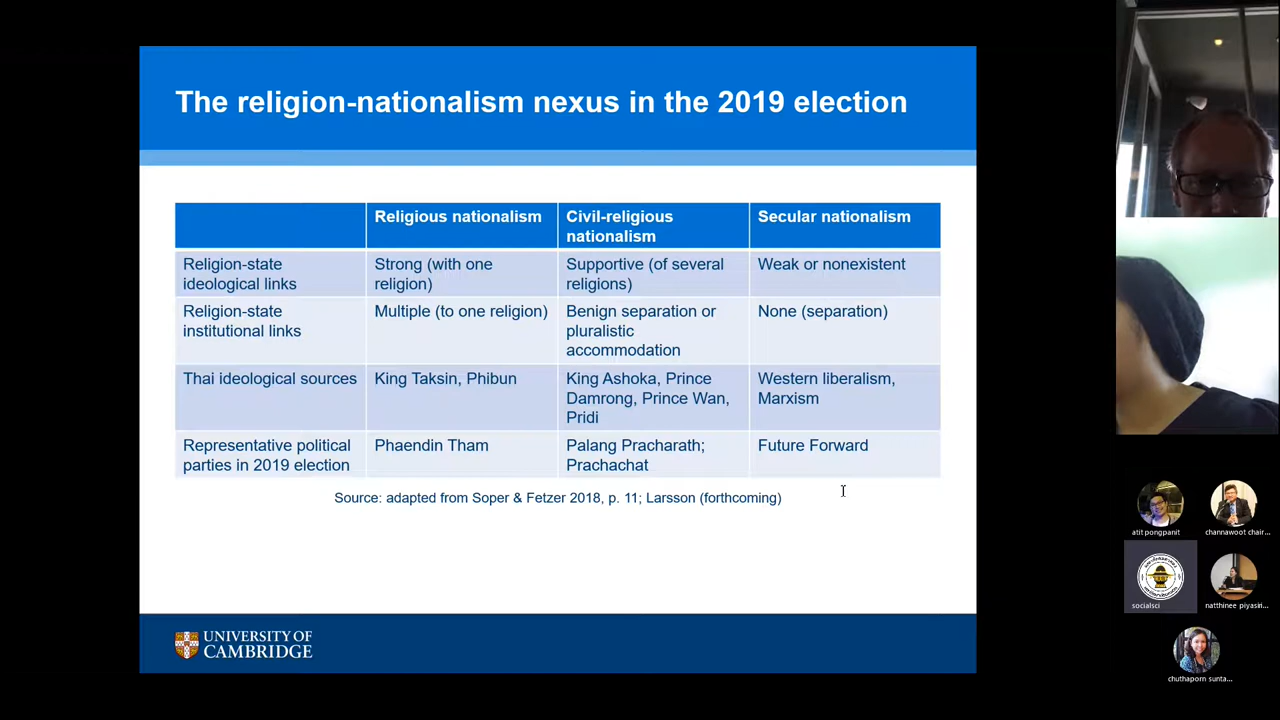 The religion-nationalism nexus in the 2019 election
Religious nationalism
Civil-religious
nationalism
Secular nationalism
Religion-state
ideological links
Strong (with one
religion)
Supportive (of several
religions)
Weak or nonexistent
Religion-state
institutional links
Multiple (to one religion)
Benign separation or
pluralistic
accommodation
None (separation)
Thai ideological sources
King Taksin, Phibun
King Ashoka, Prince
Damrong, Prince Wan,
Pridi
Western liberalism,
Marxism
Representative political
parties in 2019 election
Phaendin Tham
Palang Pracharath;
Prachachat
Future Forward
Source: adapted from Soper & Fetzer 2018, p. 11; Larsson (forthcoming)
UNIVERSITY OF
CAMBRIDGE
atit pongpanit
channawoot chair...
socialsci
natthinee piyasin...
chuthaporn sunta...